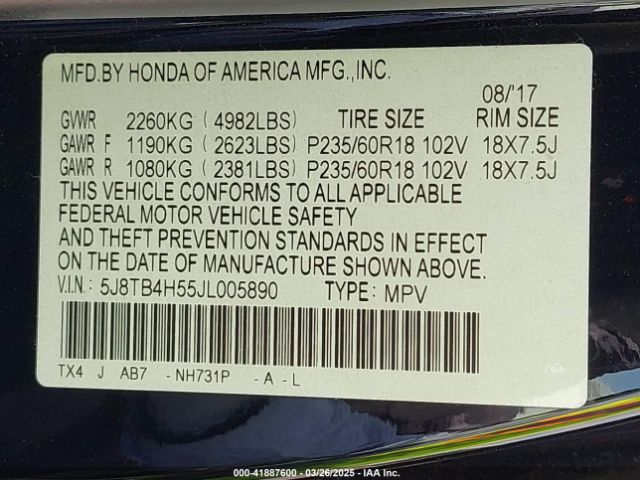 MFD.BY HONDA OF AMERICA MFG.,INC.
08/'17
GVWR 2260KG ( 4982LBS) TIRE SIZE RIM SIZE
GAWR F 1190KG ( 2623LBS) P235/60R18 102V 18X7.5J
GAWR R 1080KG ( 2381LBS) P235/60R18 102V 18X7.5J
THIS VEHICLE CONFORMS TO ALL APPLICABLE
FEDERAL MOTOR VEHICLE SAFETY
AND THEFT PREVENTION STANDARDS IN EFFECT
ON THE DATE OF MANUFACTURE SHOWN ABOVE.
V.I.N.: 5J8TB4H55JL005890 TYPE: MPV
TX4 J AB7 - NH731P - A - L
000-41887600 - 03/26/2025 - IAA Inc.